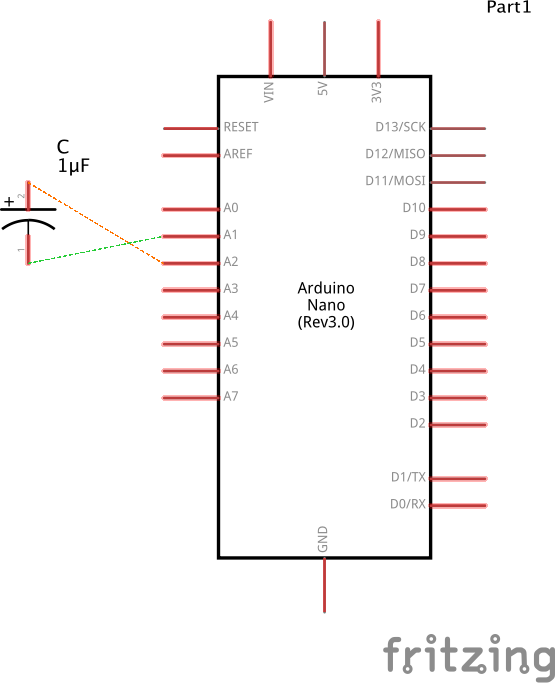 Part1
VIN
5V
3V3
RESET
AREF
A0
A1
A2
A3
A4
A5
A6
A7
D13/SCK
D12/MISO
D11/MOSI
D10
D9
D8
D7
D6
D5
D4
D3
D2
D1/TX
D0/RX
GND
Arduino
Nano
(Rev3.0)
C
1µF
+
2
1
fritzing